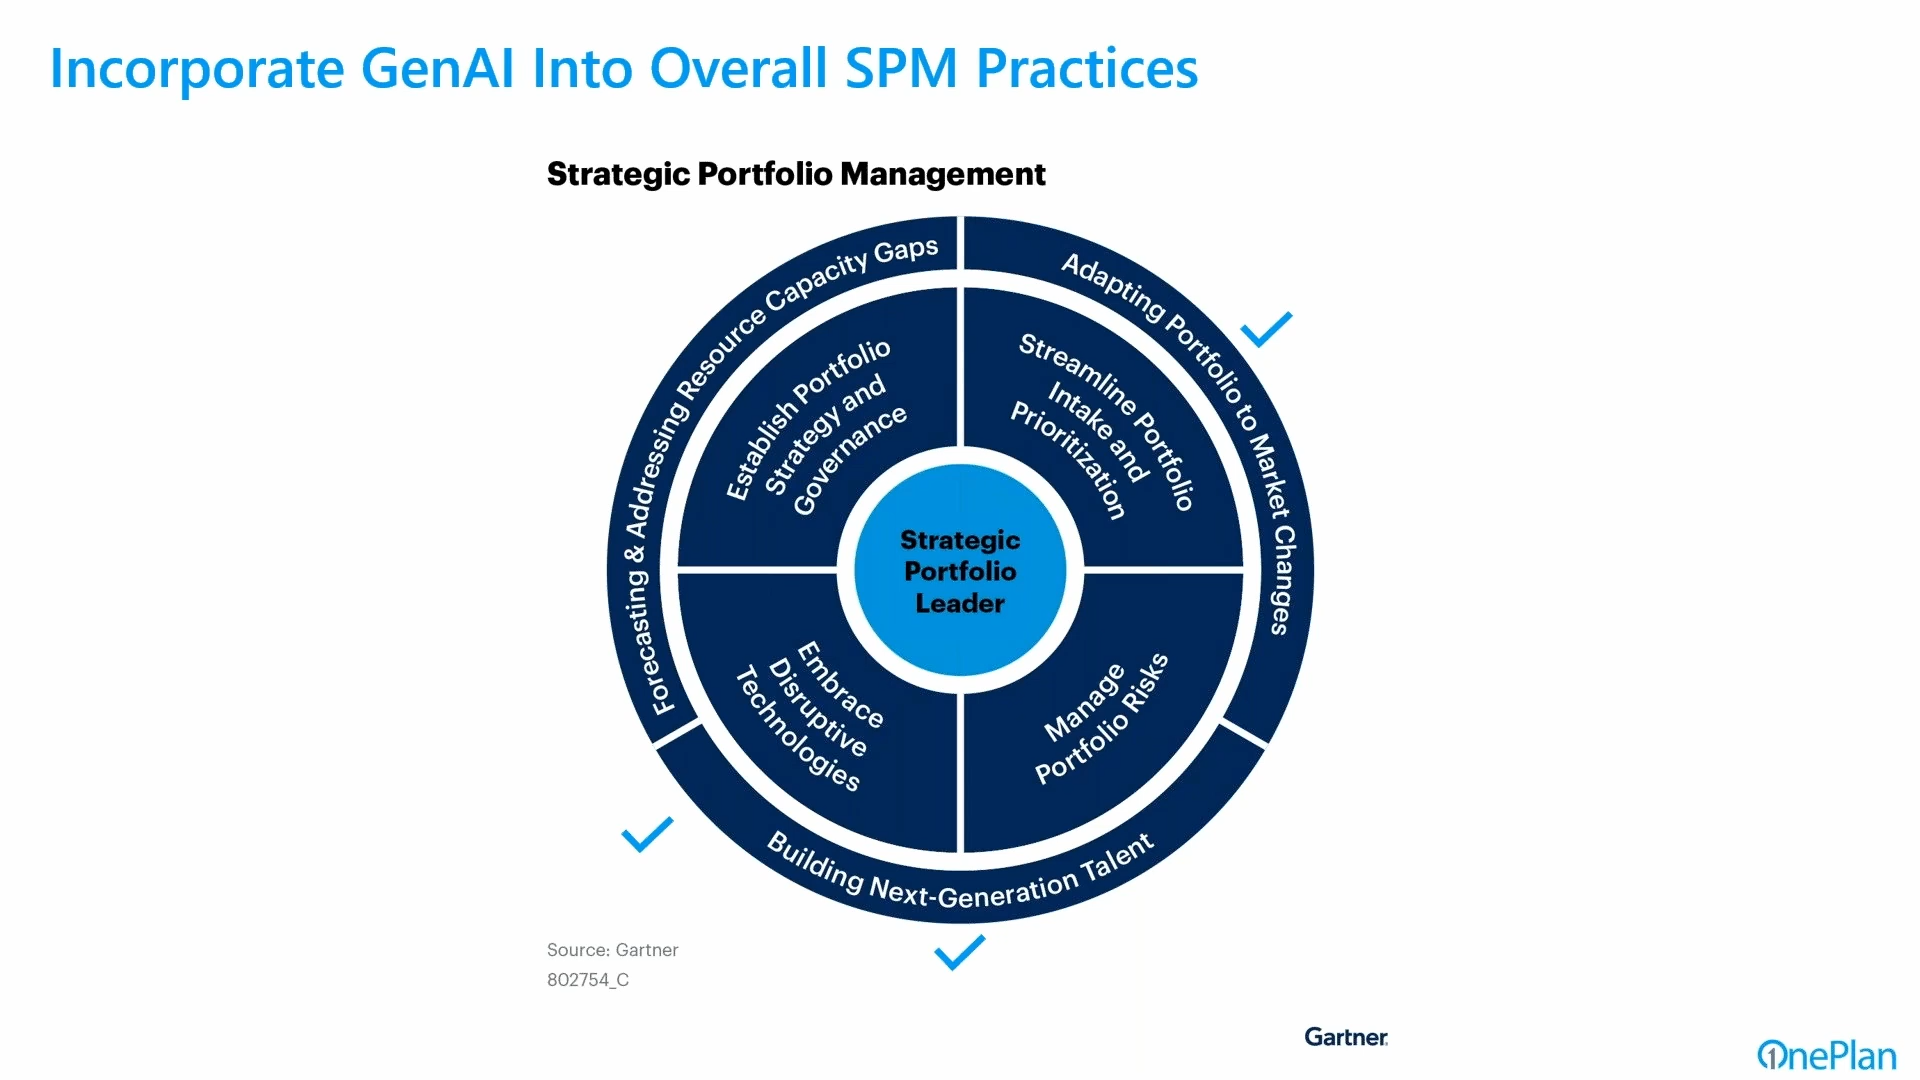 Incorporate GenAI Into Overall SPM Practices
Strategic Portfolio Management
Forecasting & Addressing Resource Capacity Gaps
Adapting Portfolio to Market Changes
Establish Portfolio
Strategy and
Governance
Streamline Portfolio
Intake and
Prioritization
Strategic
Portfolio
Leader
Embrace
Disruptive
Technologies
Manage
Portfolio Risks
Building Next-Generation Talent
Source: Gartner
802754_C
Gartner
OnePlan